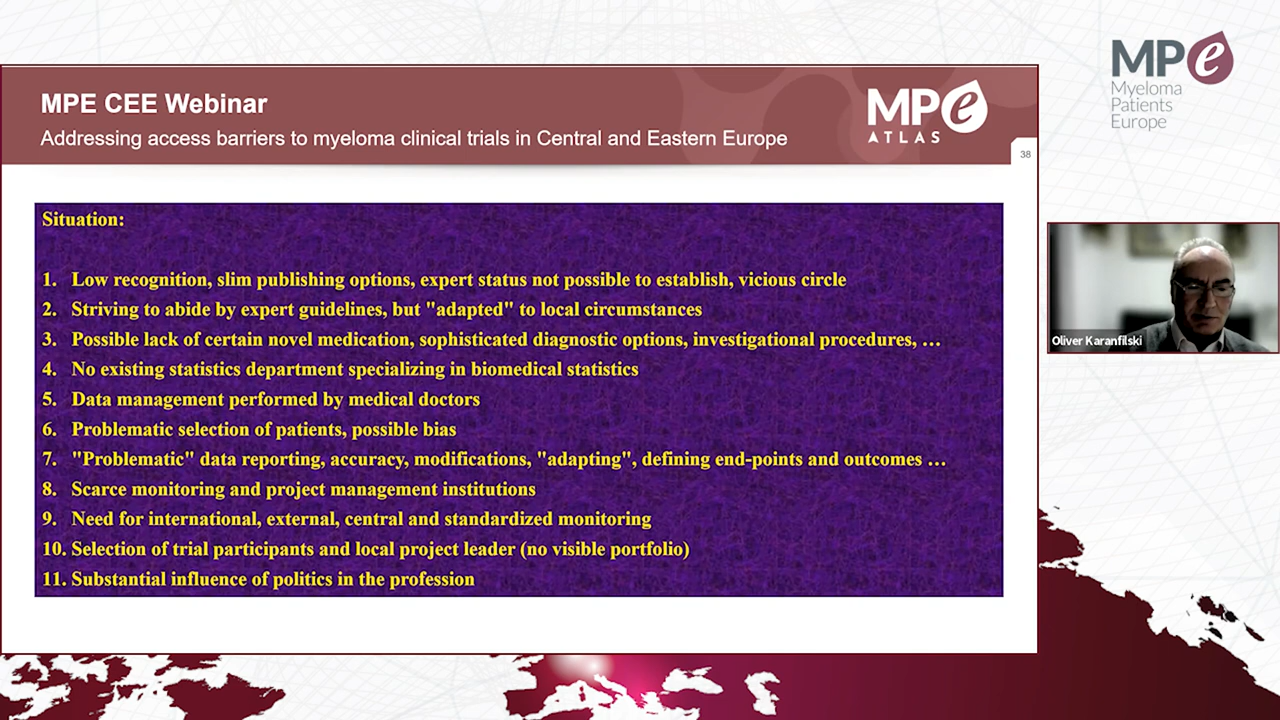 MPE CEE Webinar
Addressing access barriers to myeloma clinical trials in Central and Eastern Europe
MPe
ATLAS
38
MPe
Myeloma
Patients
Europe
Situation:
1. Low recognition, slim publishing options, expert status not possible to establish, vicious circle
2. Striving to abide by expert guidelines, but "adapted" to local circumstances
3. Possible lack of certain novel medication, sophisticated diagnostic options, investigational procedures, …
4. No existing statistics department specializing in biomedical statistics
5. Data management performed by medical doctors
6. Problematic selection of patients, possible bias
7. "Problematic" data reporting, accuracy, modifications, "adapting", defining end-points and outcomes …
8. Scarce monitoring and project management institutions
9. Need for international, external, central and standardized monitoring
10. Selection of trial participants and local project leader (no visible portfolio)
11. Substantial influence of politics in the profession
Oliver Karanfilski